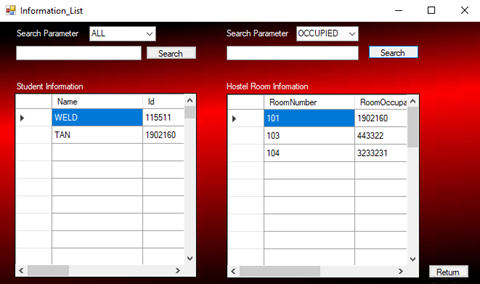 Information_List
Search Parameter ALL Search Parameter OCCUPIED
Search Search
Student Information Hostel Room Infomation
Name Id RoomNumber RoomOccupa
WELD 115511 101 1902160
TAN 1902160 103 443322
104 3233231
Return